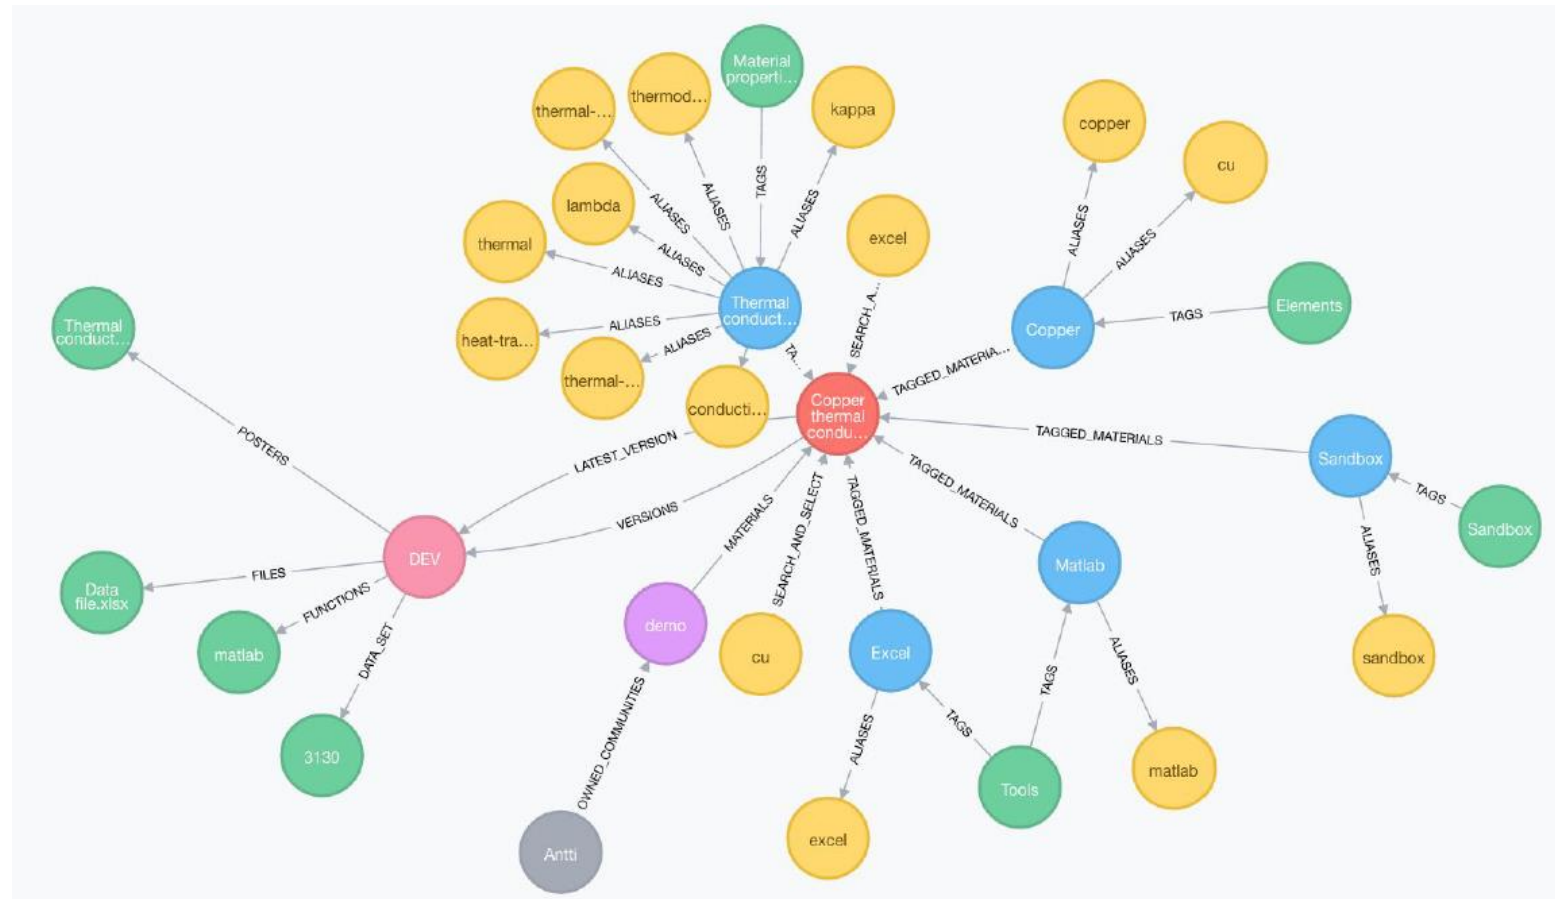 Material
properti...
thermal-...
thermod...
kappa
copper
cu
lambda
thermal
excel
ALIASES
ALIASES
TAGS
ALIASES
ALIASES
ALIASES
ALIASES
ALIASES
Thermal
conduct...
Elements
TAGS
Copper
Thermal
conduct...
heat-tra...
ALIASES
ALIASES
thermal-...
TA...
SEARCH_A...
TAGGED_MATERIA...
conducti...
Copper
thermal
condu...
TAGGED_MATERIALS
Sandbox
TAGS
Sandbox
POSTERS
LATEST_VERSION
VERSIONS
MATERIALS
SEARCH_AND_SELECT
TAGGED_MATERIALS
TAGGED_MATERIALS
ALIASES
DEV
Matlab
FILES
Data
file.xlsx
FUNCTIONS
matlab
DATA_SET
demo
cu
Excel
TAGS
ALIASES
sandbox
OWNED_COMMUNITIES
ALIASES
TAGS
3130
matlab
Tools
excel
Antti